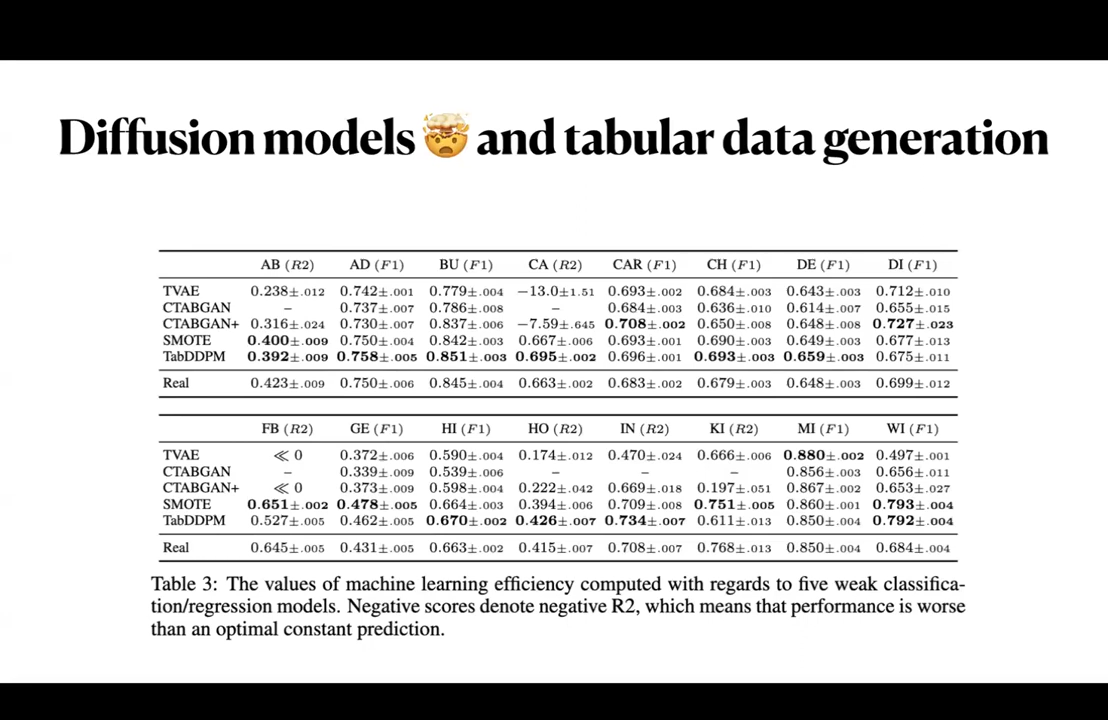 Diffusion models 🤯 and tabular data generation
AB (R2) AD (F1) BU (F1) CA (R2) CAR (F1) CH (F1) DE (F1) DI (F1)
TVAE 0.238±.012 0.742±.001 0.779±.004 −13.0±1.51 0.693±.002 0.684±.003 0.643±.003 0.712±.010
CTABGAN – 0.737±.007 0.786±.008 – 0.684±.003 0.636±.010 0.614±.007 0.655±.015
CTABGAN+ 0.316±.024 0.730±.007 0.837±.006 −7.59±.645 0.708±.002 0.650±.008 0.648±.008 0.727±.023
SMOTE 0.400±.009 0.750±.004 0.842±.003 0.667±.006 0.693±.001 0.690±.003 0.649±.003 0.677±.013
TabDDPM 0.392±.009 0.758±.005 0.851±.003 0.695±.002 0.696±.001 0.693±.003 0.659±.003 0.675±.011
Real 0.423±.009 0.750±.006 0.845±.004 0.663±.002 0.683±.002 0.679±.003 0.648±.003 0.699±.012
FB (R2) GE (F1) HI (F1) HO (R2) IN (R2) KI (R2) MI (F1) WI (F1)
TVAE ≪ 0 0.372±.006 0.590±.004 0.174±.012 0.470±.024 0.666±.006 0.880±.002 0.497±.001
CTABGAN – 0.339±.009 0.539±.006 – – – 0.856±.003 0.656±.011
CTABGAN+ ≪ 0 0.373±.009 0.598±.004 0.222±.042 0.669±.018 0.197±.051 0.867±.002 0.653±.027
SMOTE 0.651±.002 0.478±.005 0.664±.003 0.394±.006 0.709±.008 0.751±.005 0.860±.001 0.793±.004
TabDDPM 0.527±.005 0.462±.005 0.670±.002 0.426±.007 0.734±.007 0.611±.013 0.850±.004 0.792±.004
Real 0.645±.005 0.431±.005 0.663±.002 0.415±.007 0.708±.007 0.768±.013 0.850±.004 0.684±.004
Table 3: The values of machine learning efficiency computed with regards to five weak classifica-
tion/regression models. Negative scores denote negative R2, which means that performance is worse
than an optimal constant prediction.